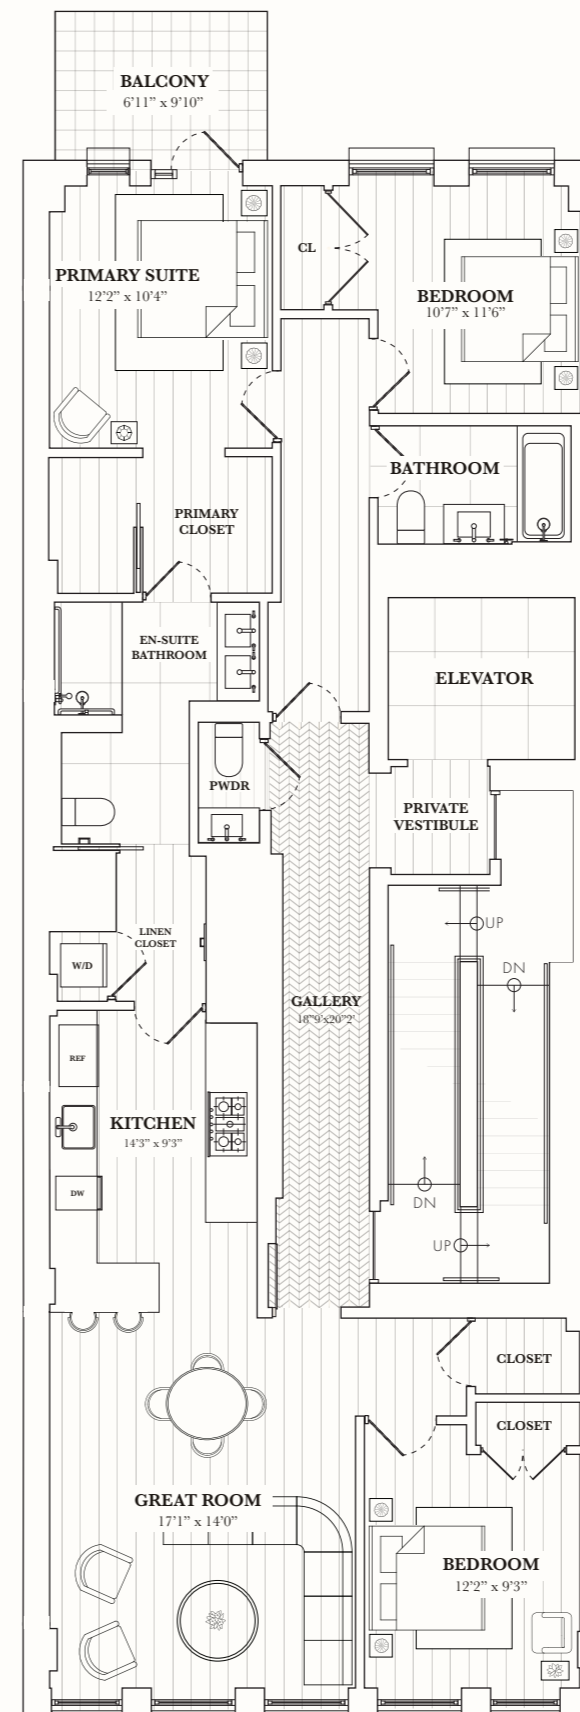 BALCONY
6'11" x 9'10"
PRIMARY SUITE
12'2" x 10'4"
CL
BEDROOM
10'7" x 11'6"
BATHROOM
PRIMARY
CLOSET
EN-SUITE
BATHROOM
ELEVATOR
PWDR
PRIVATE
VESTIBULE
UP
LINEN
CLOSET
W/D
DN
GALLERY
18"9'x20"2'
REF
KITCHEN
14'3" x 9'3"
DW
DN
UP
CLOSET
CLOSET
GREAT ROOM
17'1" x 14'0"
BEDROOM
12'2" x 9'3"